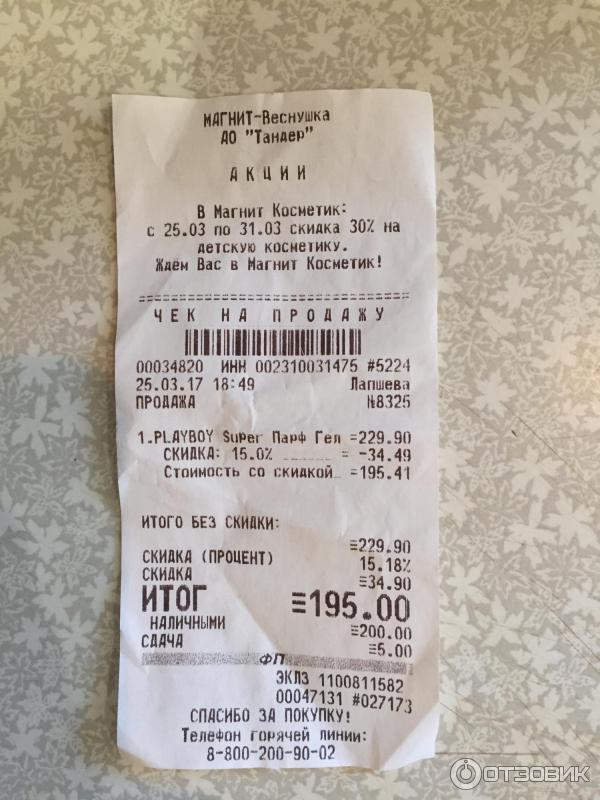 МАГНИТ-Веснушка
АО "Тандер"
АКЦИИ
В Магнит Косметик:
с 25.03 по 31.03 скидка 30% на
детскую косметику.
Ждем Вас в Магнит Косметик!
==============================
ЧЕК НА ПРОДАЖУ
00034820 ИНН 002310031475 #5224
25.03.17 18:49 Лапшева
ПРОДАЖА №8325
1.PLAYBOY Super Парф Гел =229.90
СКИДКА: 15.0% = -34.49
Стоимость со скидкой =195.41
ИТОГО БЕЗ СКИДКИ:
≡229.90
СКИДКА (ПРОЦЕНТ) 15.18%
СКИДКА ≡34.90
ИТОГ ≡195.00
НАЛИЧНЫМИ ≡200.00
СДАЧА ≡5.00
ФП
ЭКЛЗ 1100811582
00047131 #027173
СПАСИБО ЗА ПОКУПКУ!
Телефон горячей линии:
8-800-200-90-02
ОТЗОВИК